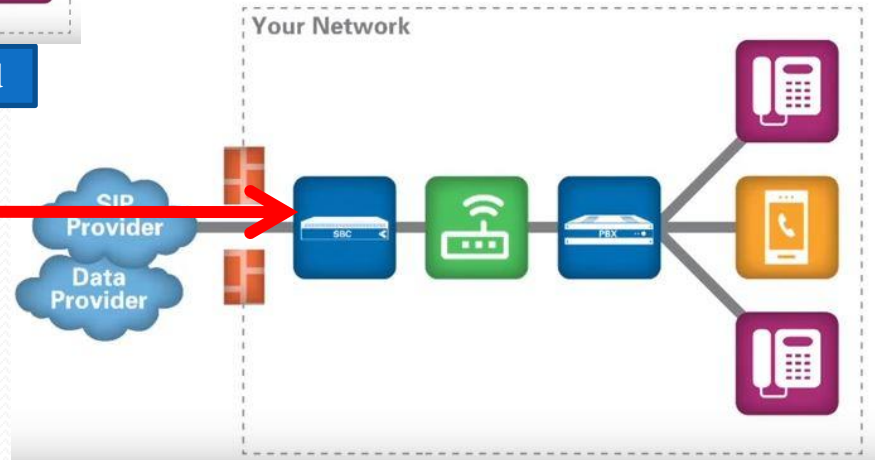 Your Network
SIP
Provider
Data
Provider
SBC
PBX